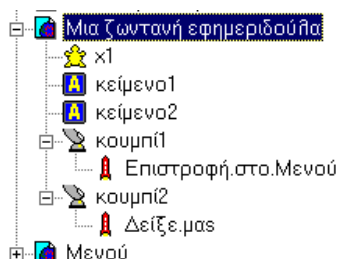 Μια ζωντανή εφημεριδούλα
x1
κείμενο1
κείμενο2
κουμπί1
Επιστροφή.στο.Μενού
κουμπί2
Δείξε.μας
Μενού